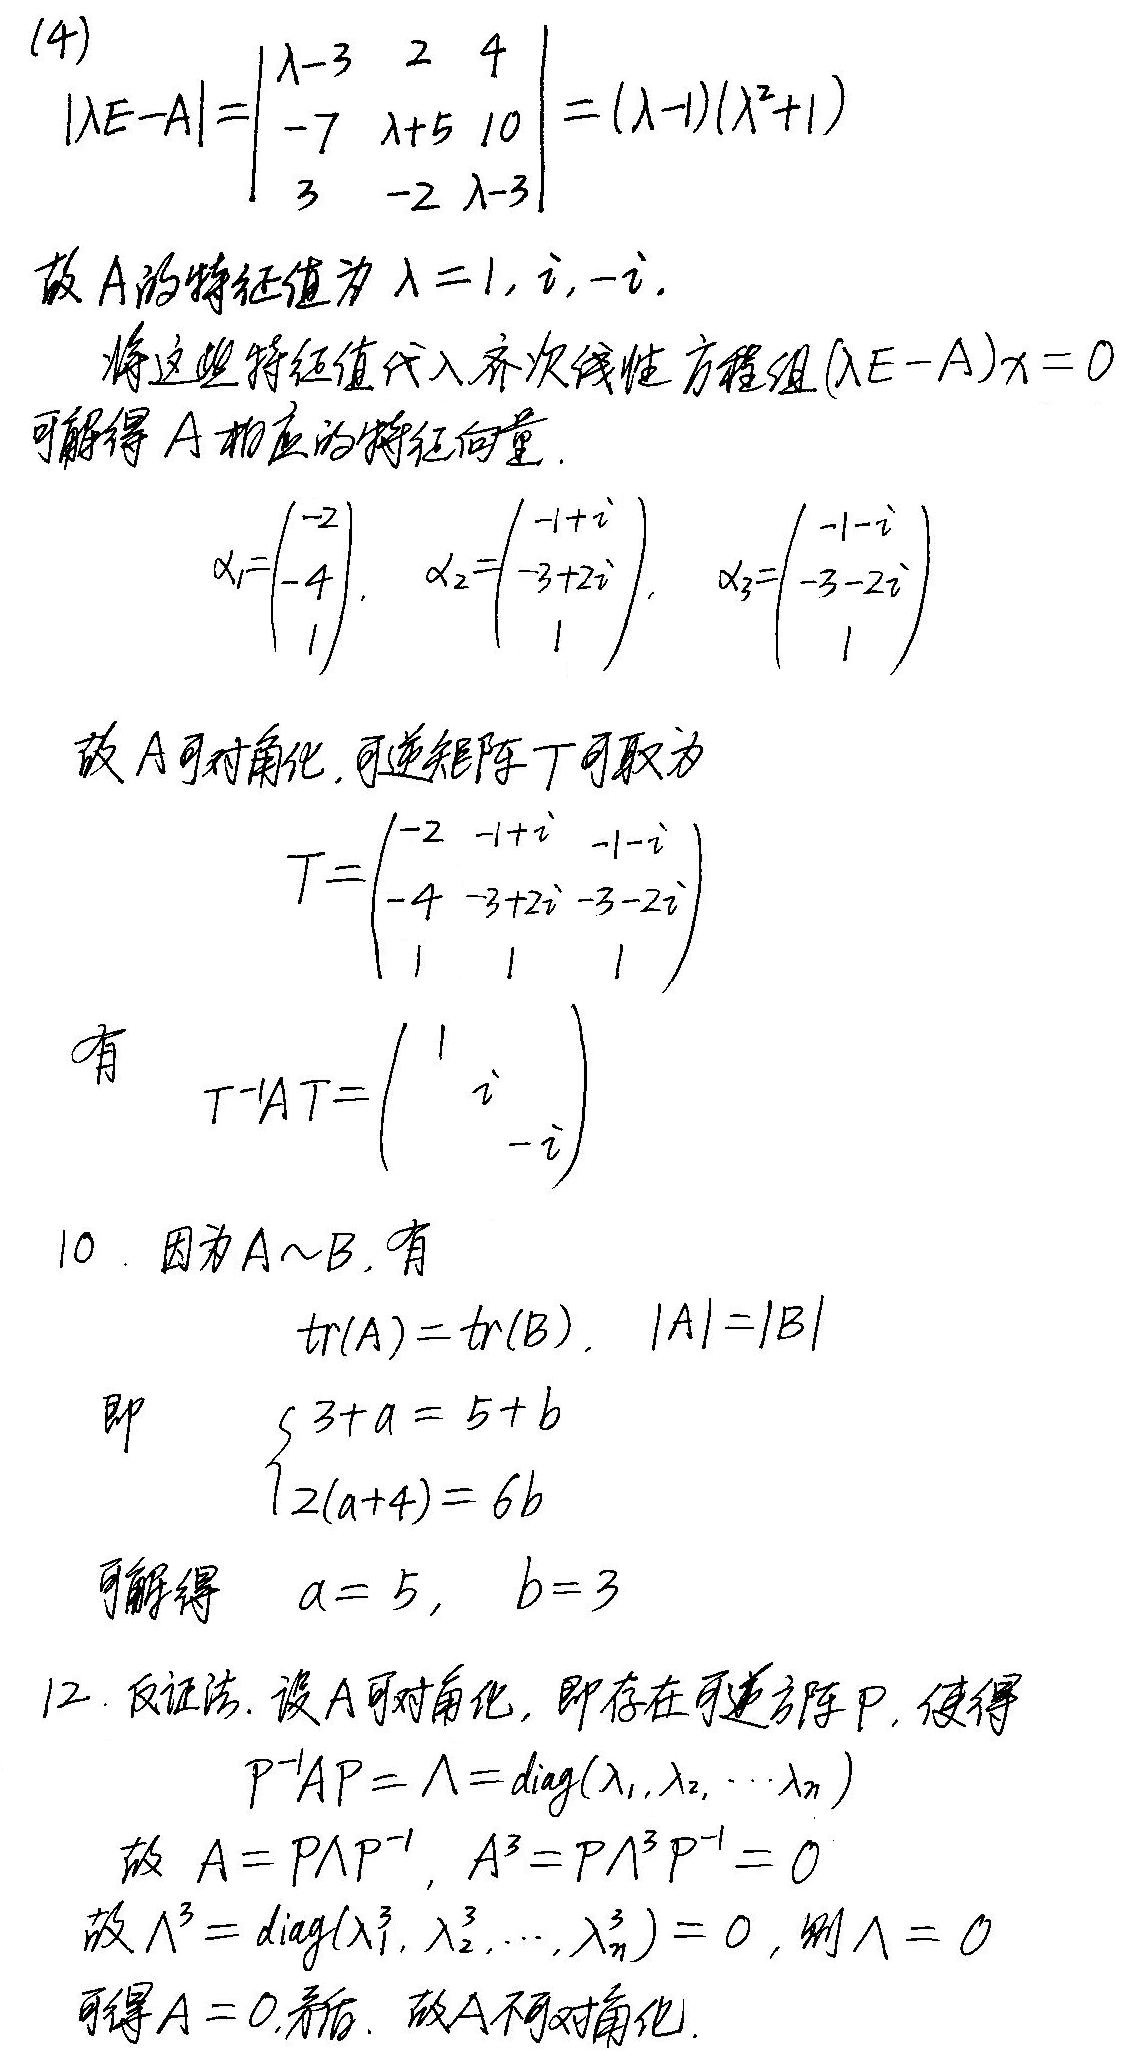 (4)
|λE-A| = | λ-3 2 4 ; -7 λ+5 10 ; 3 -2 λ-3 | = (λ-1)(λ²+1)
故 A的特征值为 λ = 1, i, -i.
将这些特征值代入齐次线性方程组(λE-A)x = 0
可解得 A 相应的特征向量.
α₁ = ( -2 ; -4 ; 1 ), α₂ = ( -1+i ; -3+2i ; 1 ), α₃ = ( -1-i ; -3-2i ; 1 )
故 A可对角化, 可逆矩阵 T 可取为
T = ( -2 -1+i -1-i ; -4 -3+2i -3-2i ; 1 1 1 )
有 T⁻¹AT = ( 1 ; i ; -i )
10. 因为 A~B, 有
tr(A) = tr(B), |A| = |B|
即 { 3+a = 5+b
2(a+4) = 6b
可解得 a = 5, b = 3
12. 反证法. 设A可对角化, 即存在可逆方阵 P, 使得
P⁻¹AP = Λ = diag(λ₁, λ₂, ⋯ λₙ)
故 A = PΛP⁻¹, A³ = PΛ³P⁻¹ = 0
故 Λ³ = diag(λ₁³, λ₂³, ⋯, λₙ³) = 0, 则 Λ = 0
可得 A = 0, 矛盾. 故A不可对角化.